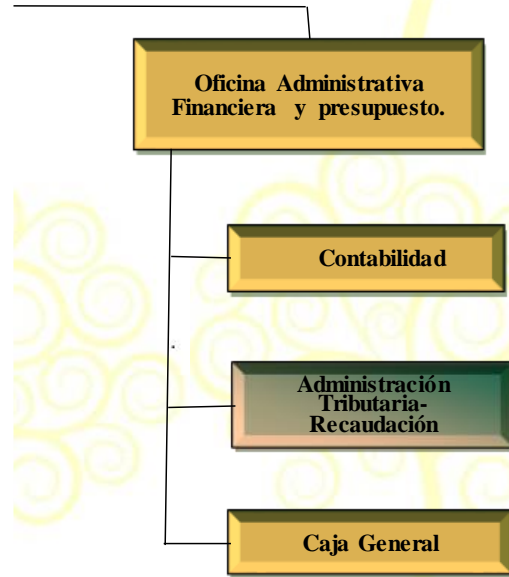 Oficina Administrativa
Financiera y presupuesto.
Contabilidad
Administración
Tributaria-
Recaudación
Caja General